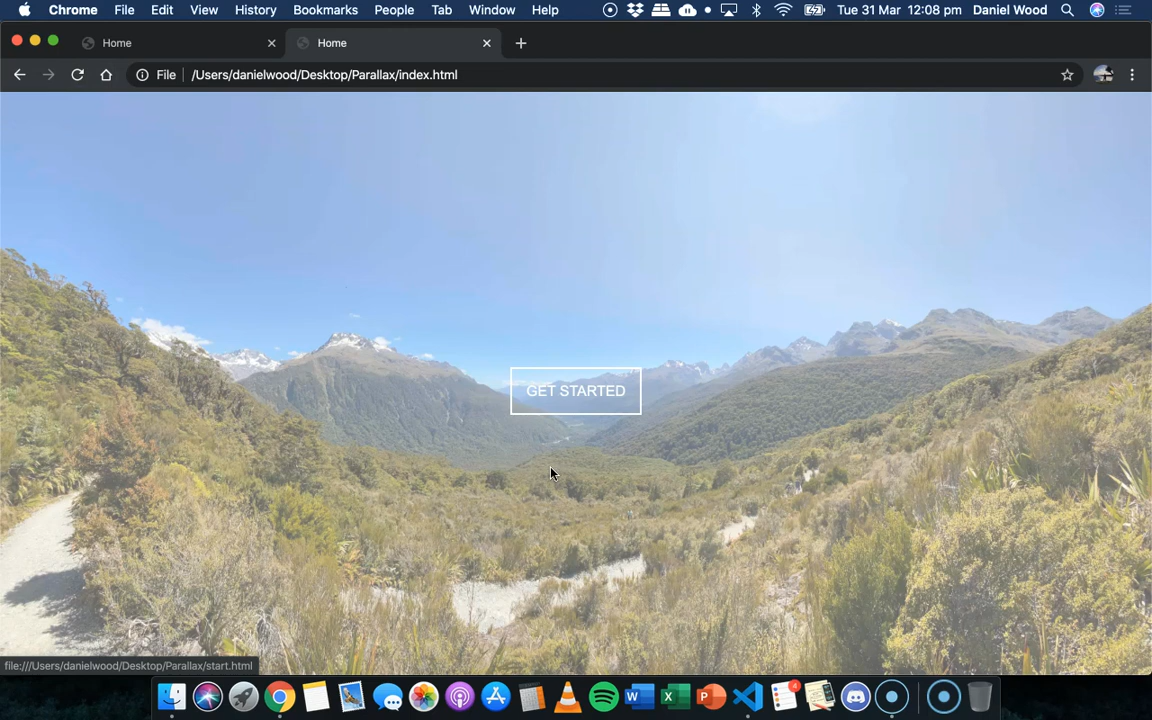 Chrome File Edit View History Bookmarks People Tab Window Help Tue 31 Mar 12:08 pm Daniel Wood
Home Home
File /Users/danielwood/Desktop/Parallax/index.html
GET STARTED
file:///Users/danielwood/Desktop/Parallax/start.html
4